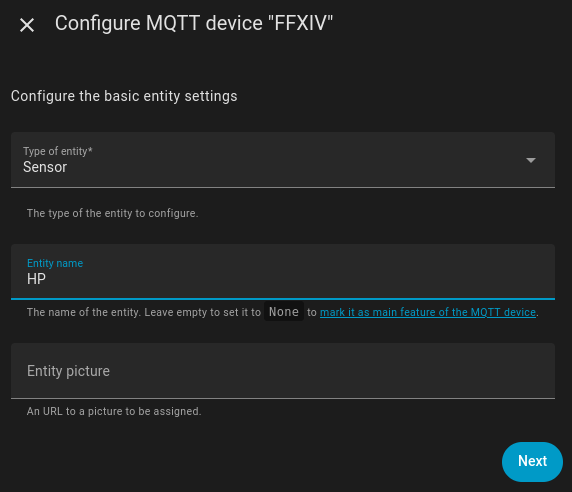 Configure MQTT device "FFXIV"
Configure the basic entity settings
Type of entity*
Sensor
The type of the entity to configure.
Entity name
HP
The name of the entity. Leave empty to set it to None to mark it as main feature of the MQTT device.
Entity picture
An URL to a picture to be assigned.
Next